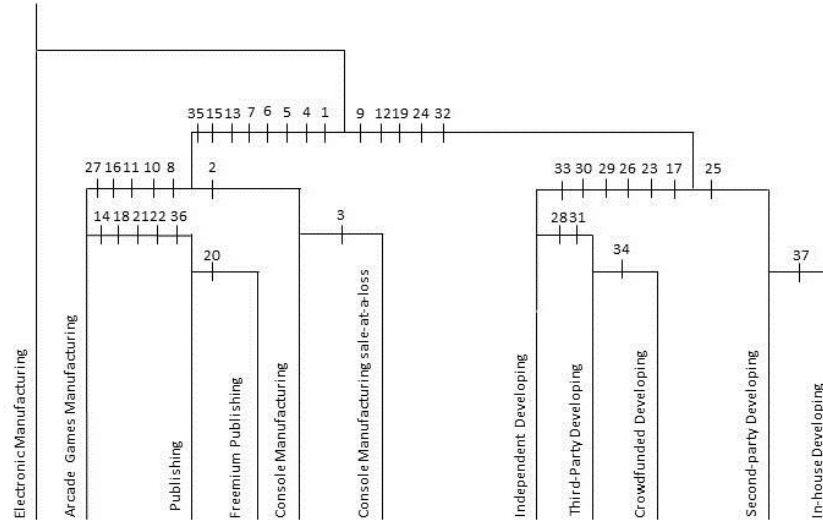 35 15 13 7 6 5 4 1 9 12 19 24 32
27 16 11 10 8 2 33 30 29 26 23 17 25
14 18 21 22 36 3 28 31
20 34 37
Electronic Manufacturing
Arcade Games Manufacturing
Publishing
Freemium Publishing
Console Manufacturing
Console Manufacturing sale-at-a-loss
Independent Developing
Third-Party Developing
Crowdfunded Developing
Second-party Developing
In-house Developing